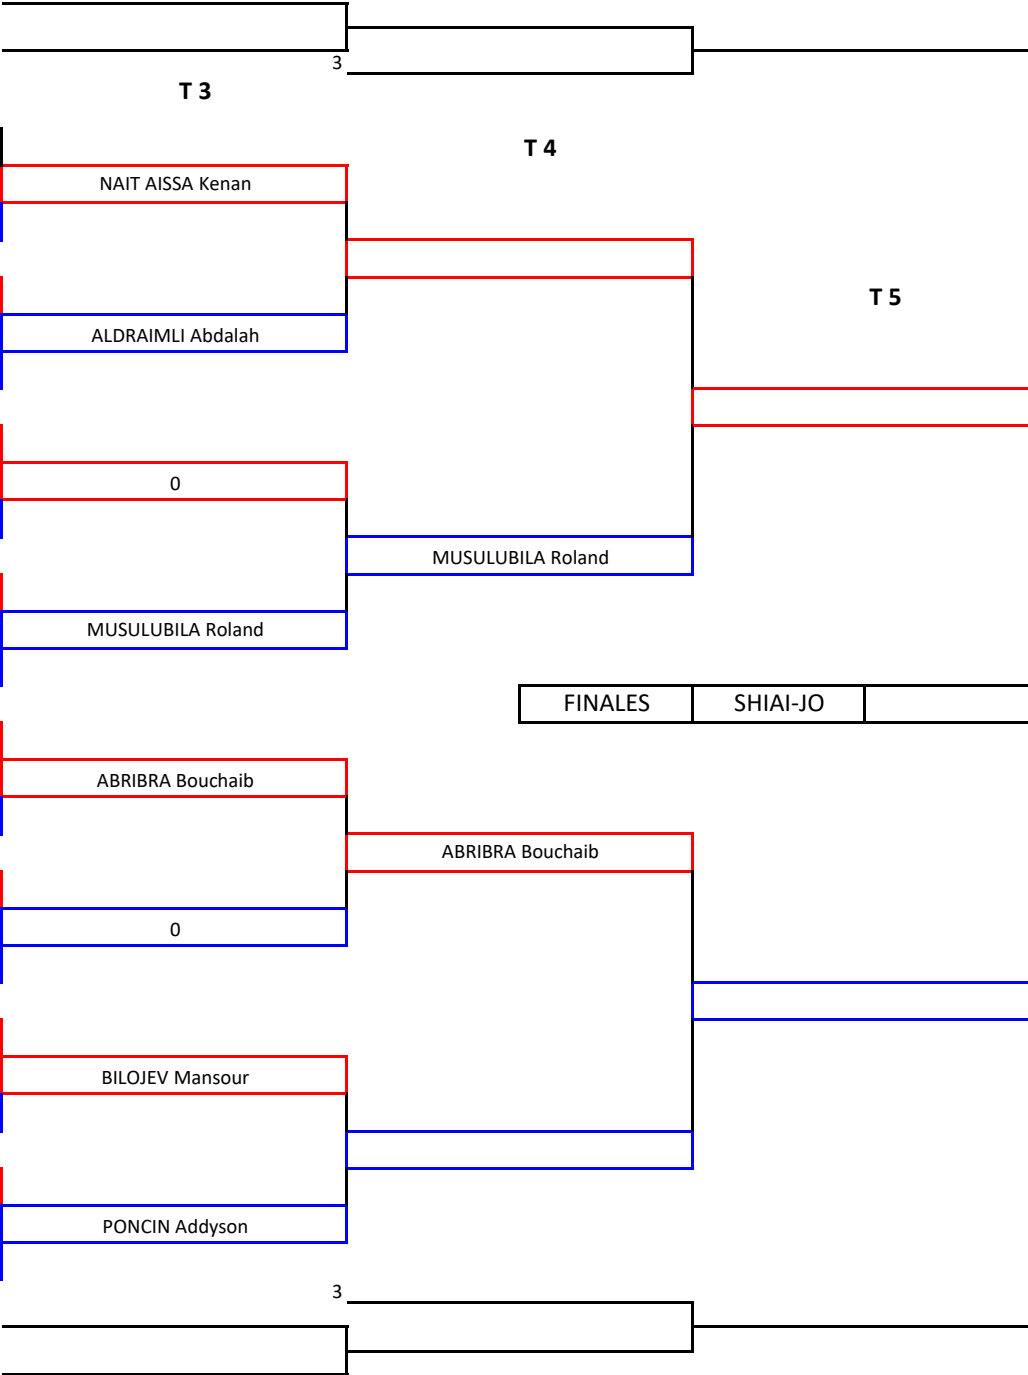 3
T 3
T 4
NAIT AISSA Kenan
T 5
ALDRAIMLI Abdalah
0
MUSULUBILA Roland
MUSULUBILA Roland
FINALES SHIAI-JO
ABRIBRA Bouchaib
ABRIBRA Bouchaib
0
BILOJEV Mansour
PONCIN Addyson
3